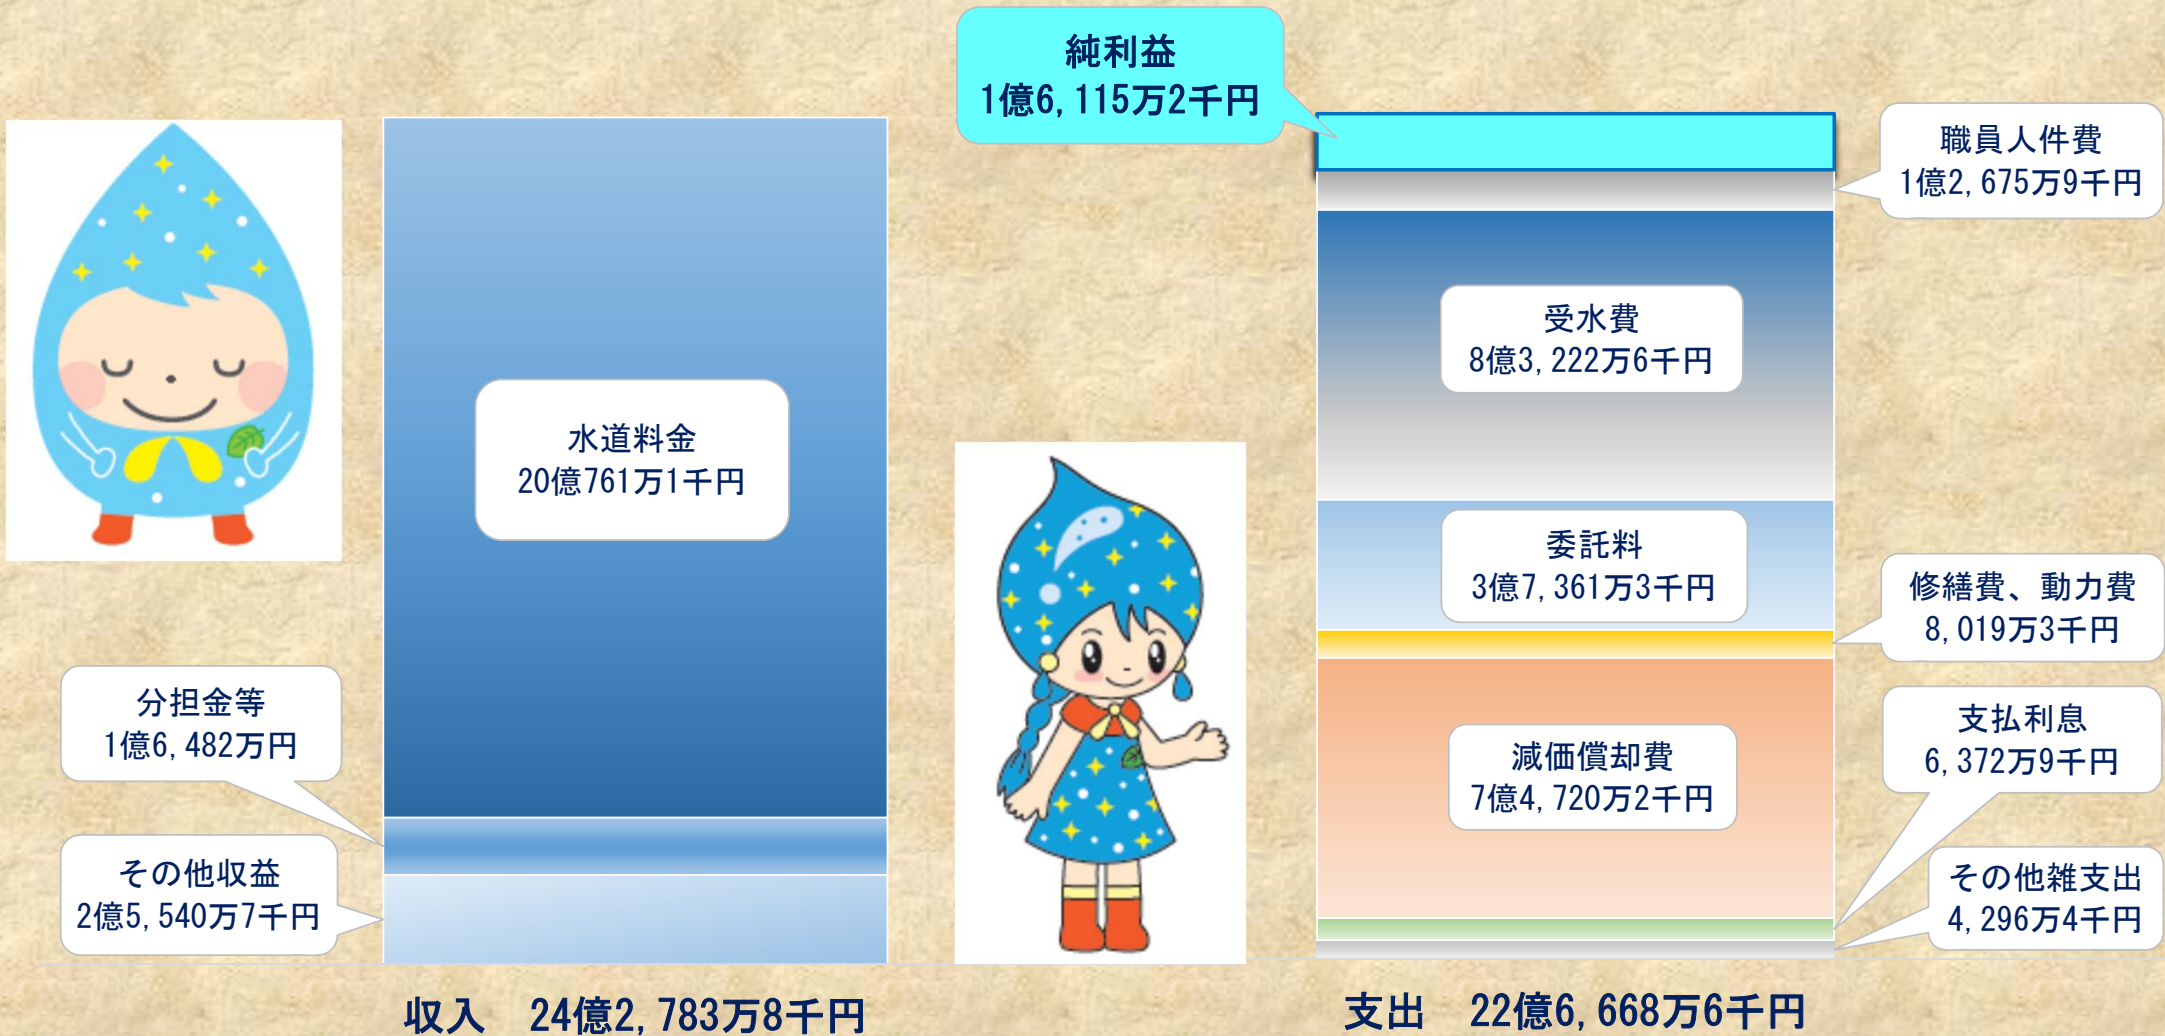 純利益
1億6,115万2千円
水道料金
20億761万1千円
分担金等
1億6,482万円
その他収益
2億5,540万7千円
収入　24億2,783万8千円
職員人件費
1億2,675万9千円
受水費
8億3,222万6千円
委託料
3億7,361万3千円
修繕費、動力費
8,019万3千円
減価償却費
7億4,720万2千円
支払利息
6,372万9千円
その他雑支出
4,296万4千円
支出　22億6,668万6千円